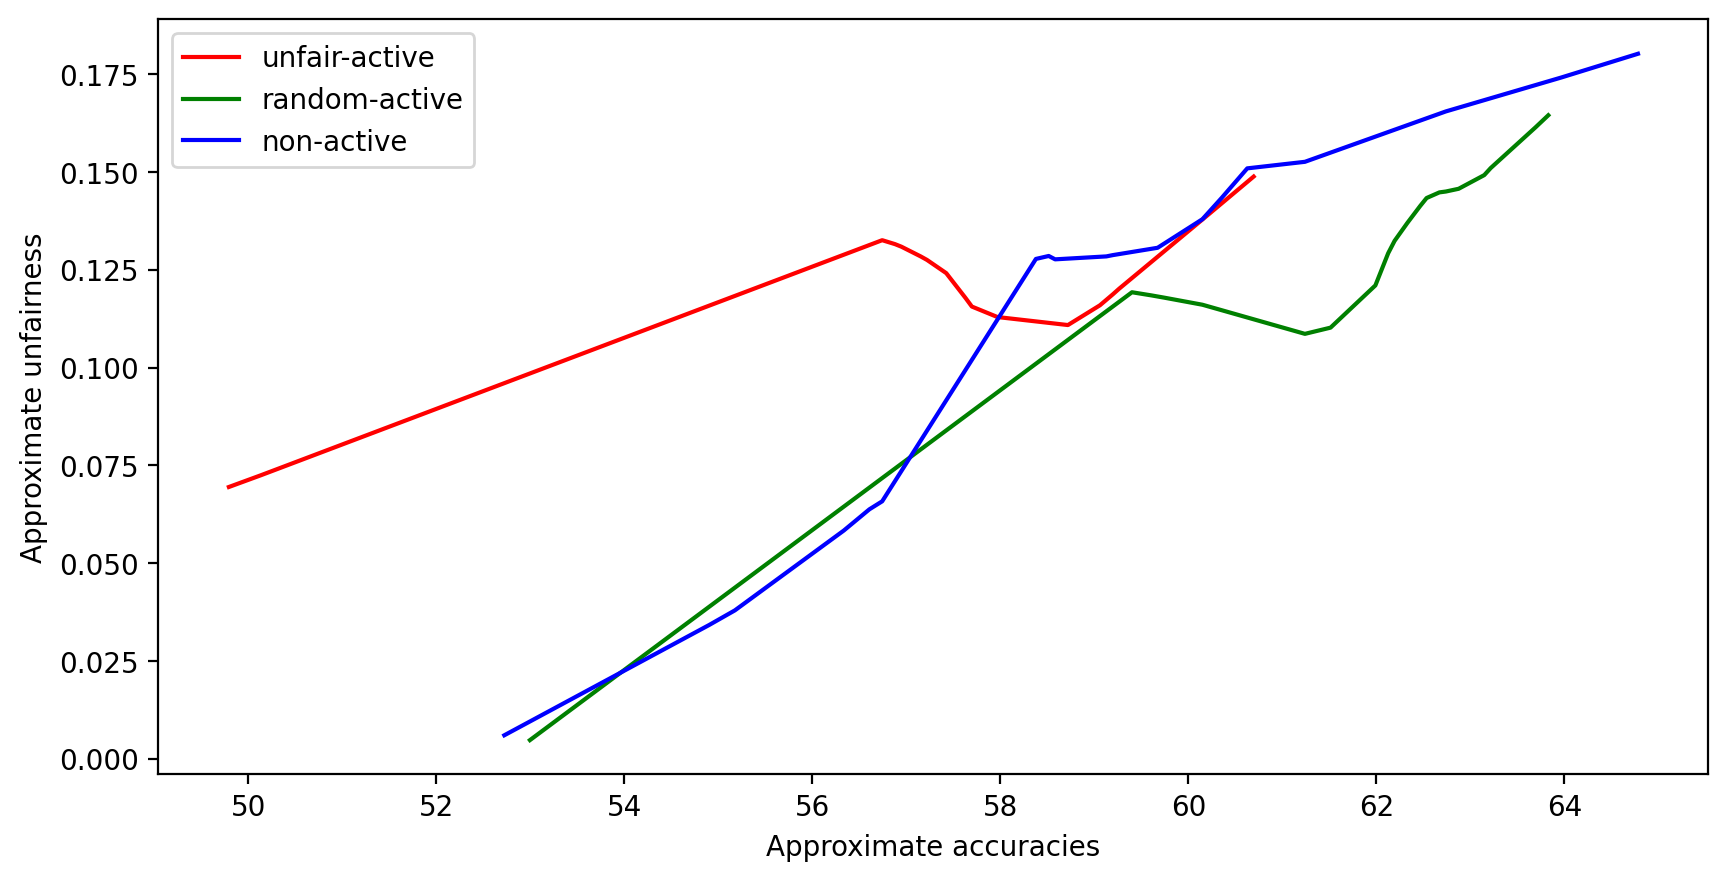 unfair-active
random-active
non-active
Approximate unfairness
0.175
0.150
0.125
0.100
0.075
0.050
0.025
0.000
50 52 54 56 58 60 62 64
Approximate accuracies